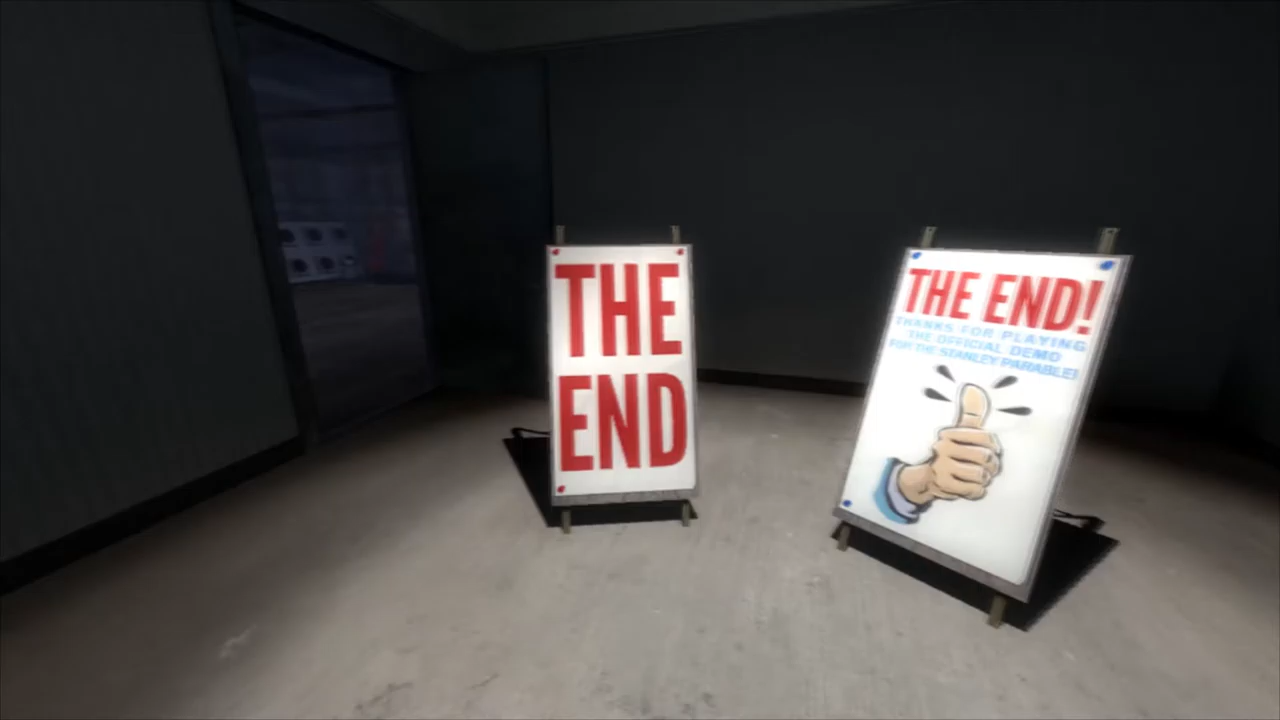 THE
END
THE END!
THANKS FOR PLAYING
THE OFFICIAL DEMO
FOR THE STANLEY PARABLE!